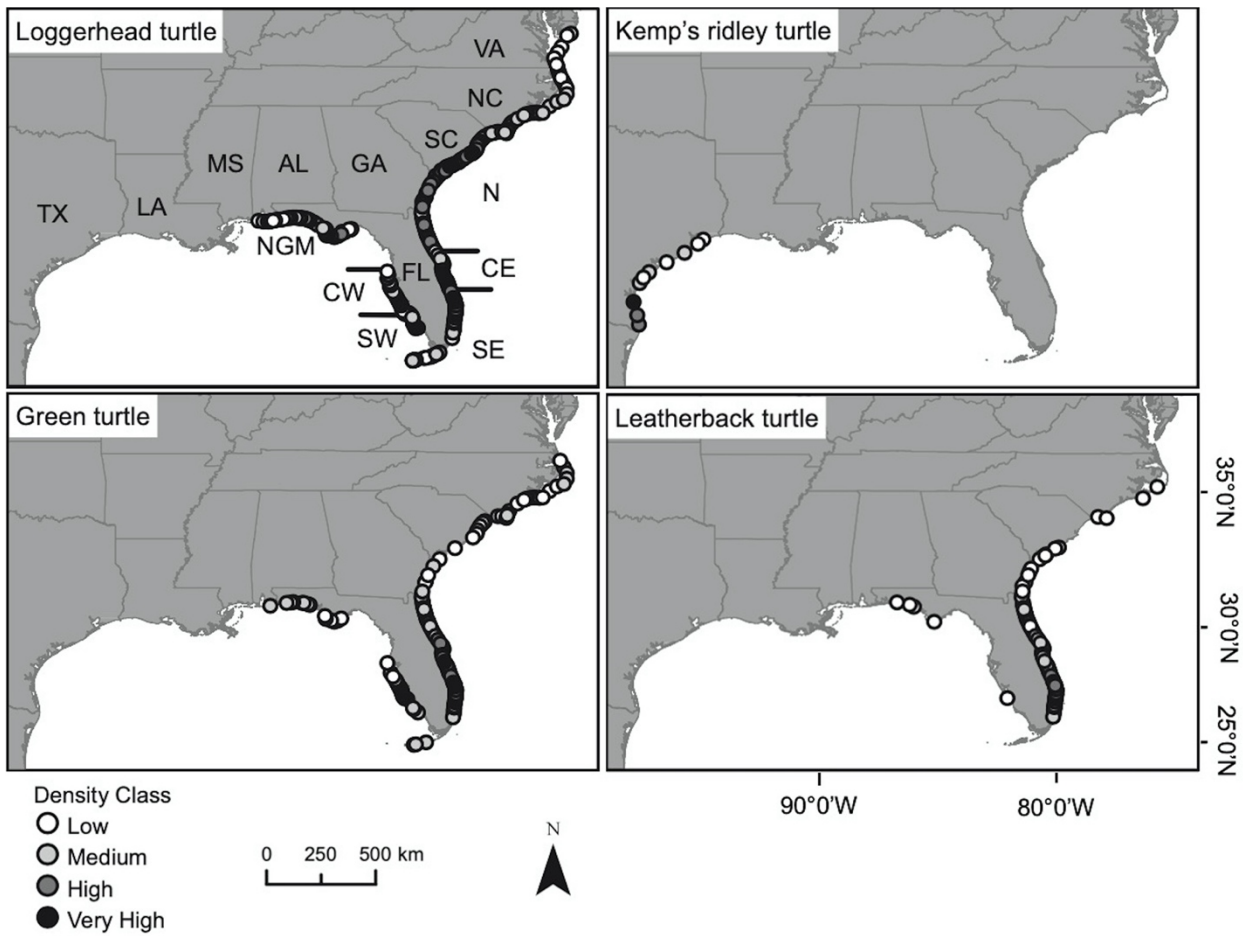 Loggerhead turtle
VA
NC
SC
MS
AL
GA
N
TX
LA
NGM
FL
CE
CW
SW
SE
Kemp's ridley turtle
Green turtle
Leatherback turtle
35°0'N
30°0'N
25°0'N
90°0'W
80°0'W
Density Class
Low
Medium
High
Very High
0 250 500 km
N